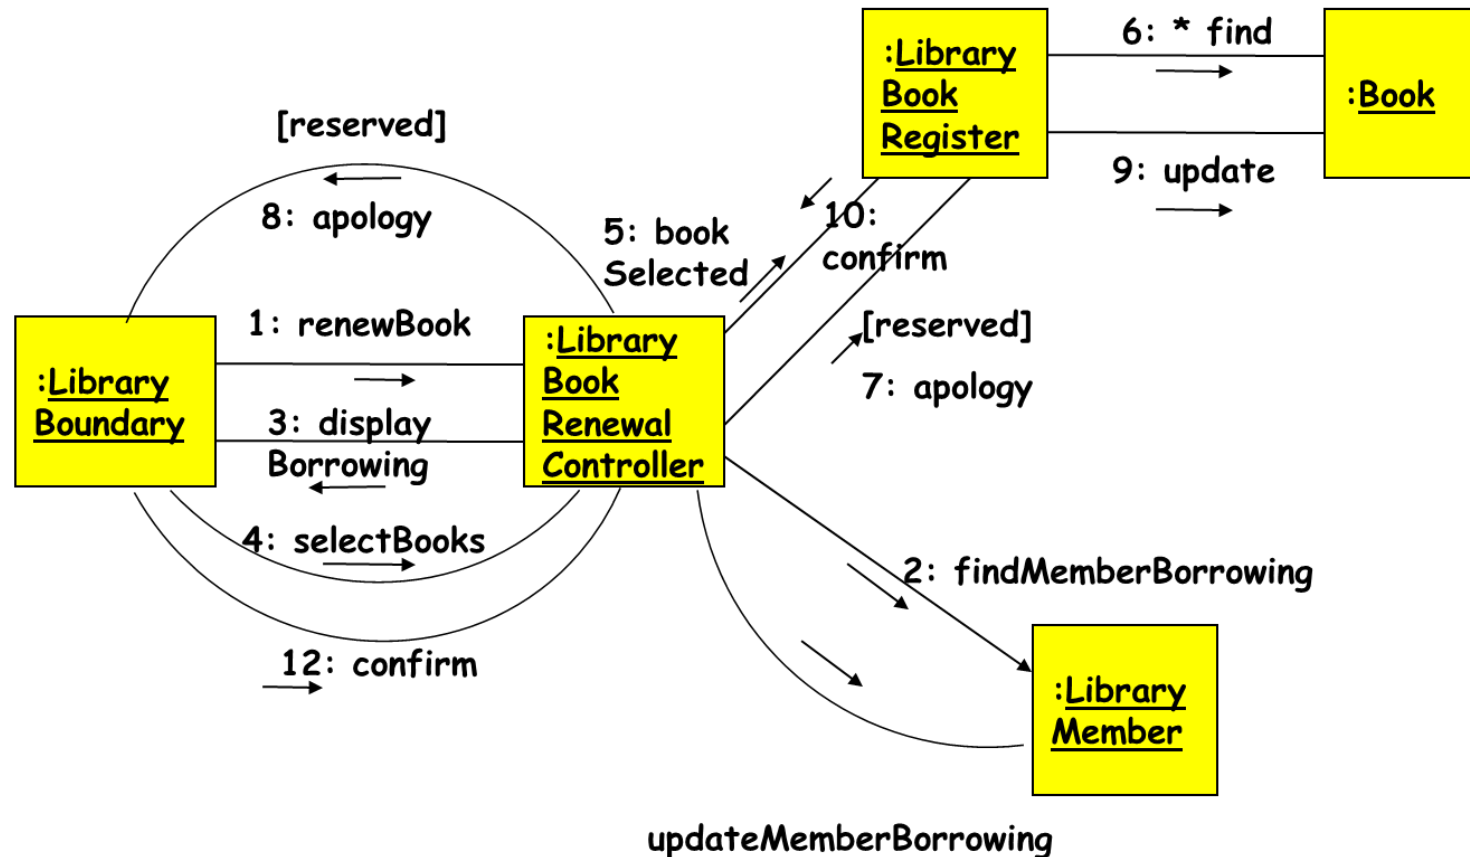 6: * find
:Library
Book
Register
:Book
[reserved]
9: update
8: apology
5: book
Selected
10:
confirm
1: renewBook
[reserved]
:Library
Book
Renewal
Controller
:Library
Boundary
7: apology
3: display
Borrowing
4: selectBooks
2: findMemberBorrowing
12: confirm
:Library
Member
updateMemberBorrowing